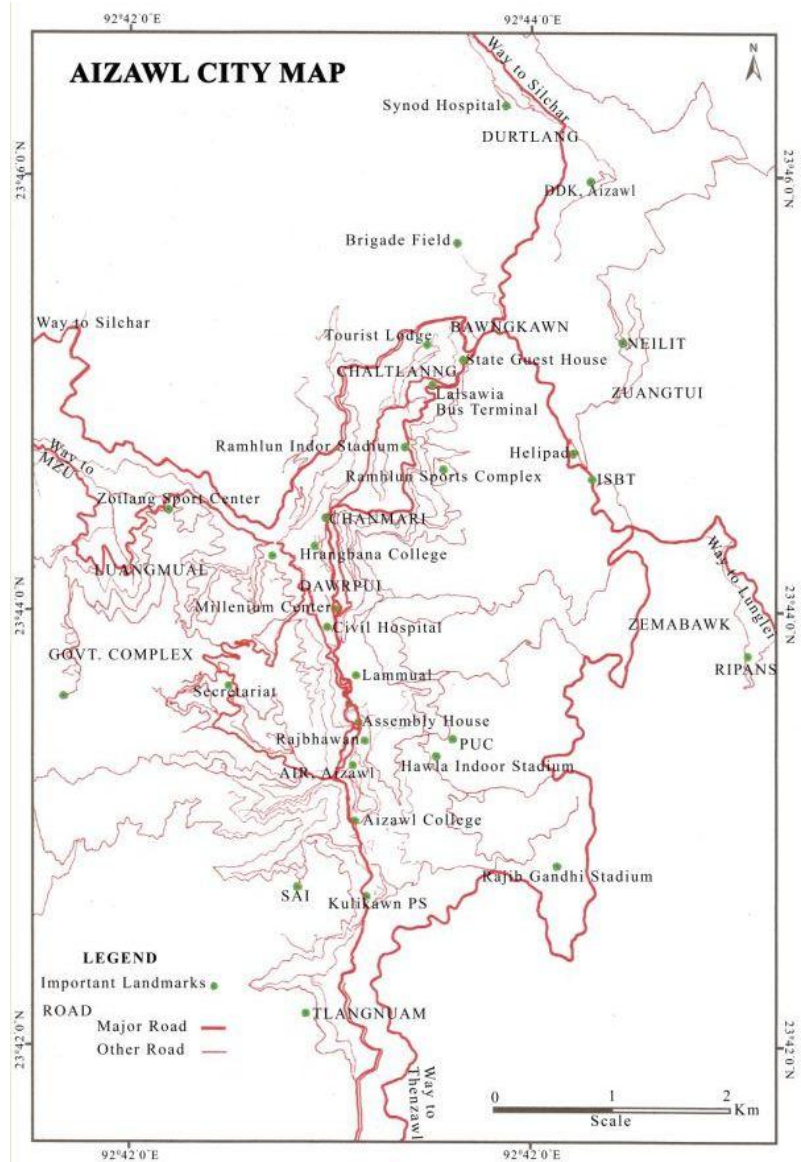 92°42'0"E
92°44'0"E
AIZAWL CITY MAP
N
Way to Silchar
Synod Hospital
DURTLANG
23°46'0"N
23°46'0"N
DDK, Aizawl
Brigade Field
Way to Silchar
BAWNGKAWN
Tourist Lodge
NEILIT
State Guest House
CHALTLANNG
ZUANGTUI
Lalsawia
Bus Terminal
Ramhlun Indor Stadium
Helipad
Way to
MZU
Ramhlun Sports Complex
ISBT
Zotlang Sport Center
CHANMARI
Way to Lunglei
Hrangbana College
LUANGMUAL
DAWRPUI
23°44'0"N
Millenium Center
23°44'0"N
Civil Hospital
ZEMABAWK
GOVT. COMPLEX
RIPANS
Lammual
Secretariat
Assembly House
Rajbhawan
PUC
Hawla Indoor Stadium
AIR, Aizawl
Aizawl College
Rajib Gandhi Stadium
SAI
Kulikawn PS
LEGEND
Important Landmarks
ROAD
TLANGNUAM
Major Road
Other Road
23°42'0"N
23°42'0"N
Way to
Thenzawl
0 1 2 Km
Scale
92°42'0"E
92°42'0"E